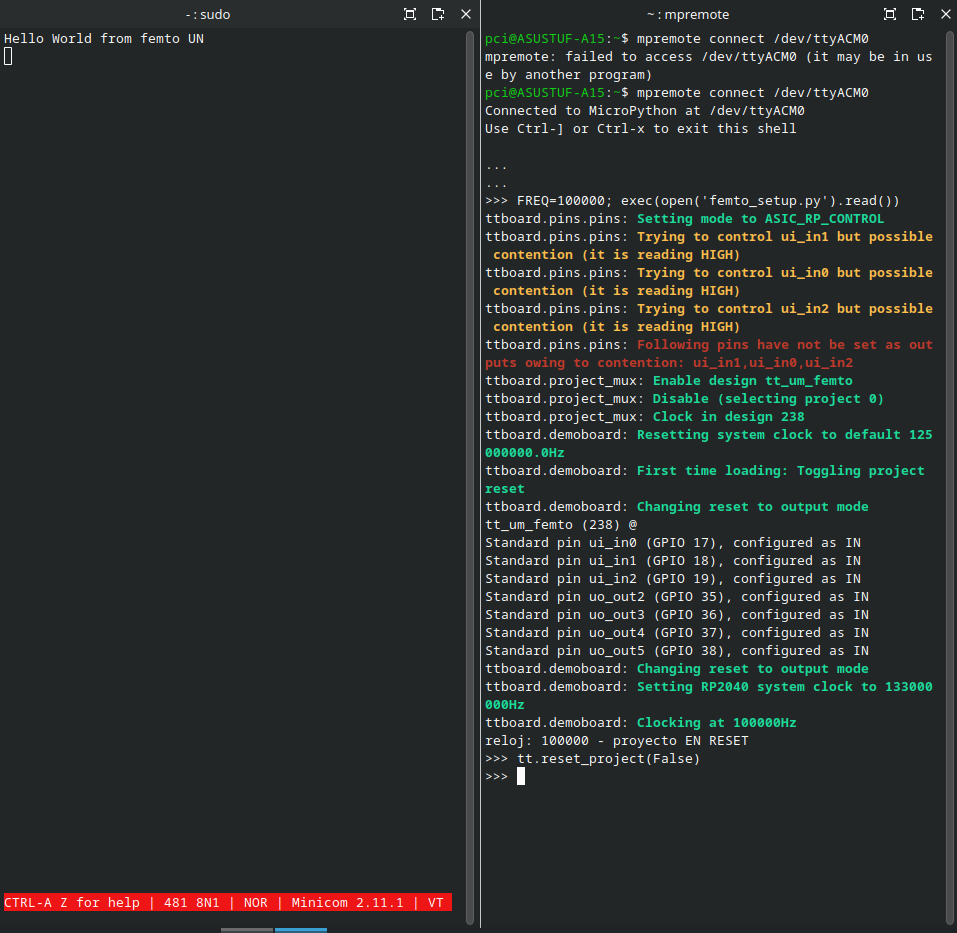 - : sudo
Hello World from femto UN
CTRL-A Z for help | 481 8N1 | NOR | Minicom 2.11.1 | VT
~ : mpremote
pci@ASUSTUF-A15:~$ mpremote connect /dev/ttyACM0
mpremote: failed to access /dev/ttyACM0 (it may be in us
e by another program)
pci@ASUSTUF-A15:~$ mpremote connect /dev/ttyACM0
Connected to MicroPython at /dev/ttyACM0
Use Ctrl-] or Ctrl-x to exit this shell
...
...
>>> FREQ=100000; exec(open('femto_setup.py').read())
ttboard.pins.pins: Setting mode to ASIC_RP_CONTROL
ttboard.pins.pins: Trying to control ui_in1 but possible
 contention (it is reading HIGH)
ttboard.pins.pins: Trying to control ui_in0 but possible
 contention (it is reading HIGH)
ttboard.pins.pins: Trying to control ui_in2 but possible
 contention (it is reading HIGH)
ttboard.pins.pins: Following pins have not be set as out
puts owing to contention: ui_in1,ui_in0,ui_in2
ttboard.project_mux: Enable design tt_um_femto
ttboard.project_mux: Disable (selecting project 0)
ttboard.project_mux: Clock in design 238
ttboard.demoboard: Resetting system clock to default 125
000000.0Hz
ttboard.demoboard: First time loading: Toggling project
reset
ttboard.demoboard: Changing reset to output mode
tt_um_femto (238) @
Standard pin ui_in0 (GPIO 17), configured as IN
Standard pin ui_in1 (GPIO 18), configured as IN
Standard pin ui_in2 (GPIO 19), configured as IN
Standard pin uo_out2 (GPIO 35), configured as IN
Standard pin uo_out3 (GPIO 36), configured as IN
Standard pin uo_out4 (GPIO 37), configured as IN
Standard pin uo_out5 (GPIO 38), configured as IN
ttboard.demoboard: Changing reset to output mode
ttboard.demoboard: Setting RP2040 system clock to 133000
000Hz
ttboard.demoboard: Clocking at 100000Hz
reloj: 100000 - proyecto EN RESET
>>> tt.reset_project(False)
>>>